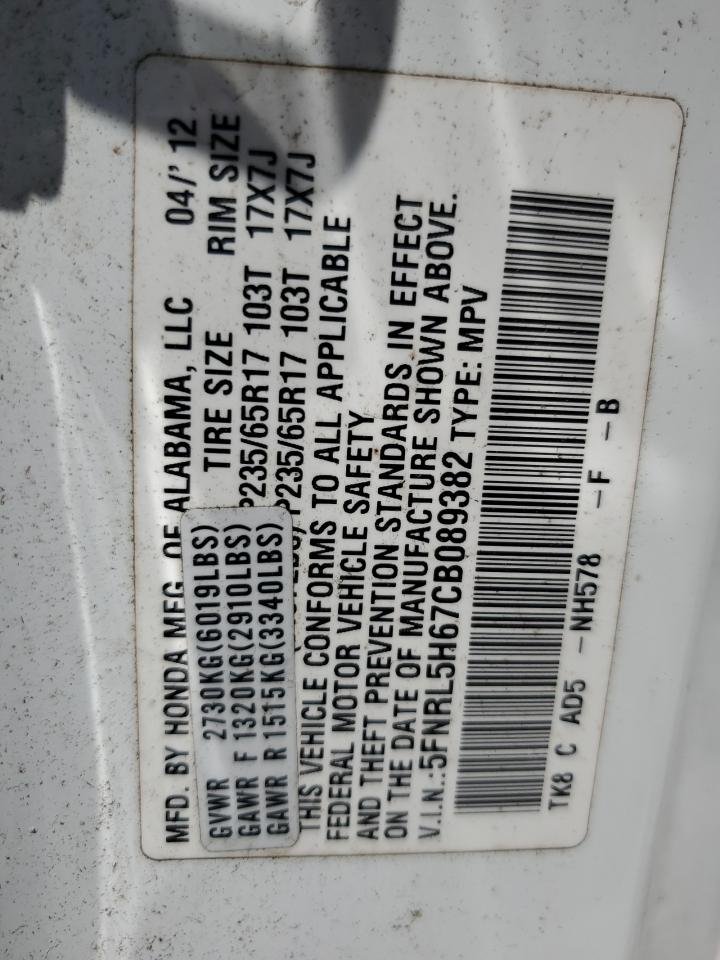 MFD. BY HONDA MFG. OF ALABAMA, LLC 04/'12
TIRE SIZE RIM SIZE
GVWR 2730KG(6019LBS) P235/65R17 103T 17X7J
GAWR F 1320KG(2910LBS) P235/65R17 103T 17X7J
GAWR R 1515KG(3340LBS)
THIS VEHICLE CONFORMS TO ALL APPLICABLE
FEDERAL MOTOR VEHICLE SAFETY
AND THEFT PREVENTION STANDARDS IN EFFECT
ON THE DATE OF MANUFACTURE SHOWN ABOVE.
V.I.N.:5FNRL5H67CB089382 TYPE: MPV
TK8 C AD5 -NH578 -F -B